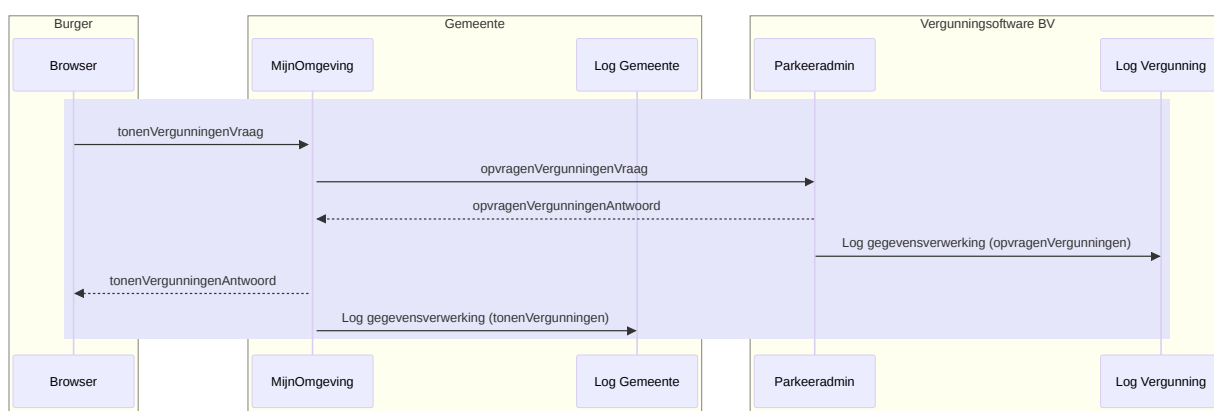 Burger
Gemeente
Vergunningsoftware BV
Browser
MijnOmgeving
Log Gemeente
Parkeeradmin
Log Vergunning
tonenVergunningenVraag
opvragenVergunningenVraag
opvragenVergunningenAntwoord
Log gegevensverwerking (opvragenVergunningen)
tonenVergunningenAntwoord
Log gegevensverwerking (tonenVergunningen)
Browser
MijnOmgeving
Log Gemeente
Parkeeradmin
Log Vergunning